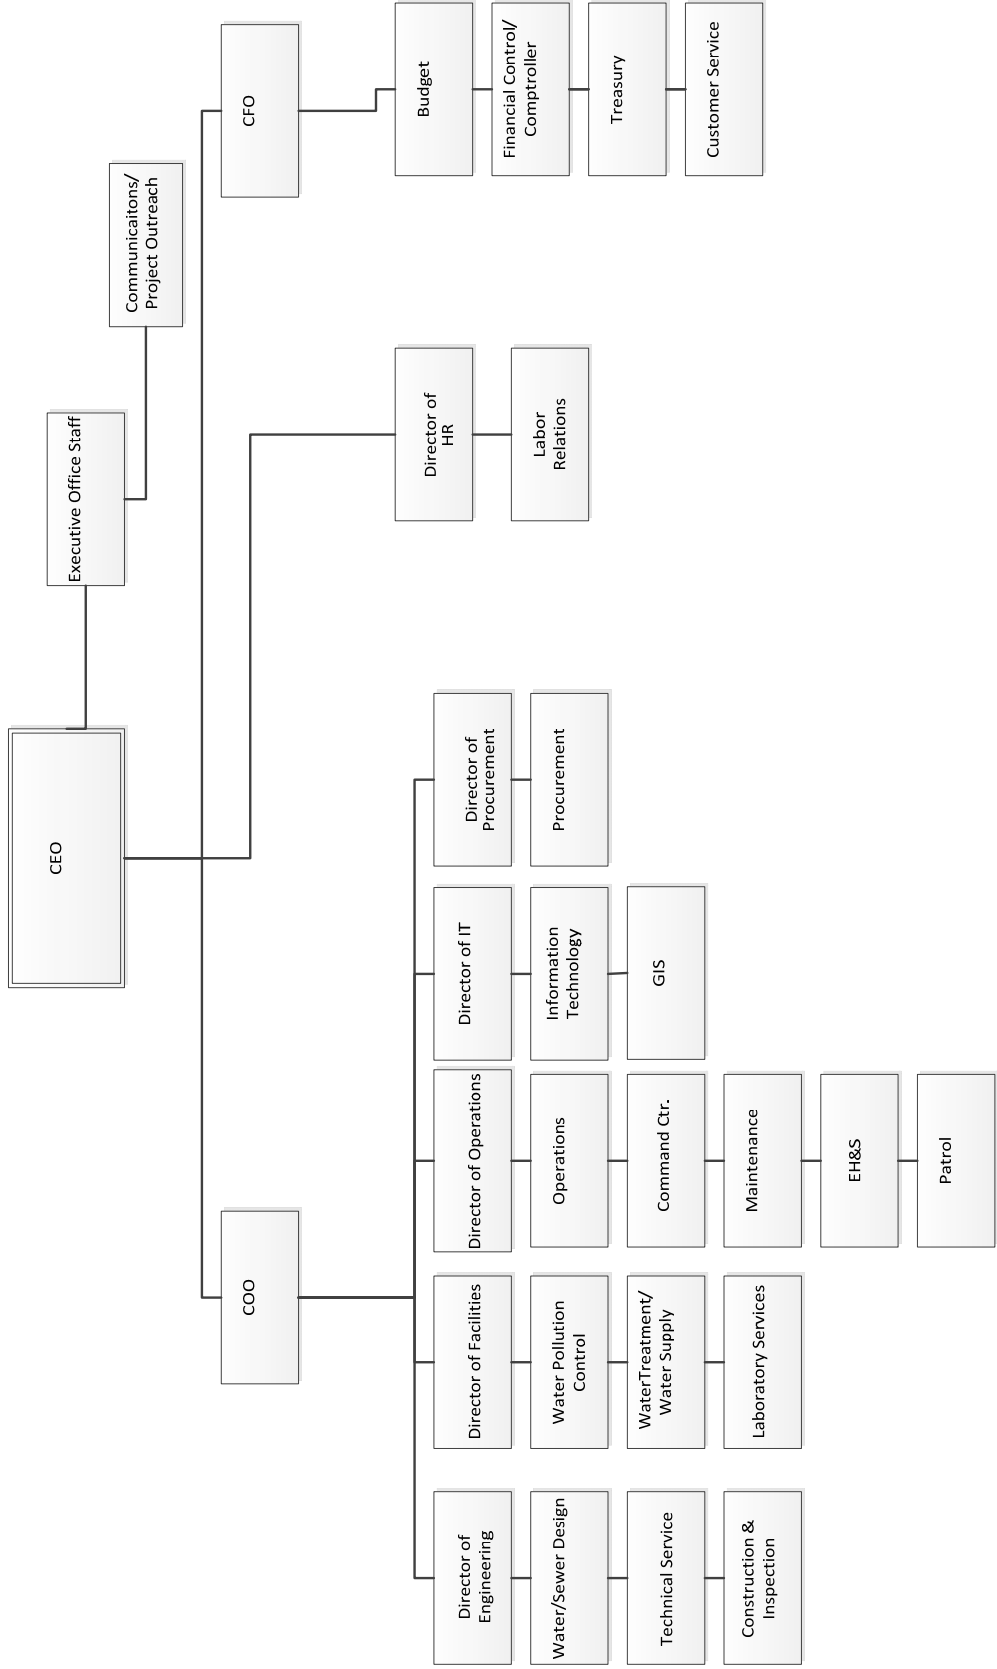 CEO
Executive Office Staff
Communicaitons/
Project Outreach
COO
CFO
Director of
Engineering
Water/Sewer Design
Technical Service
Construction &
Inspection
Director of Facilities
Water Pollution
Control
WaterTreatment/
Water Supply
Laboratory Services
Director of Operations
Operations
Command Ctr.
Maintenance
EH&S
Patrol
Director of IT
Information
Technology
GIS
Director of
Procurement
Procurement
Director of
HR
Labor
Relations
Budget
Financial Control/
Comptroller
Treasury
Customer Service